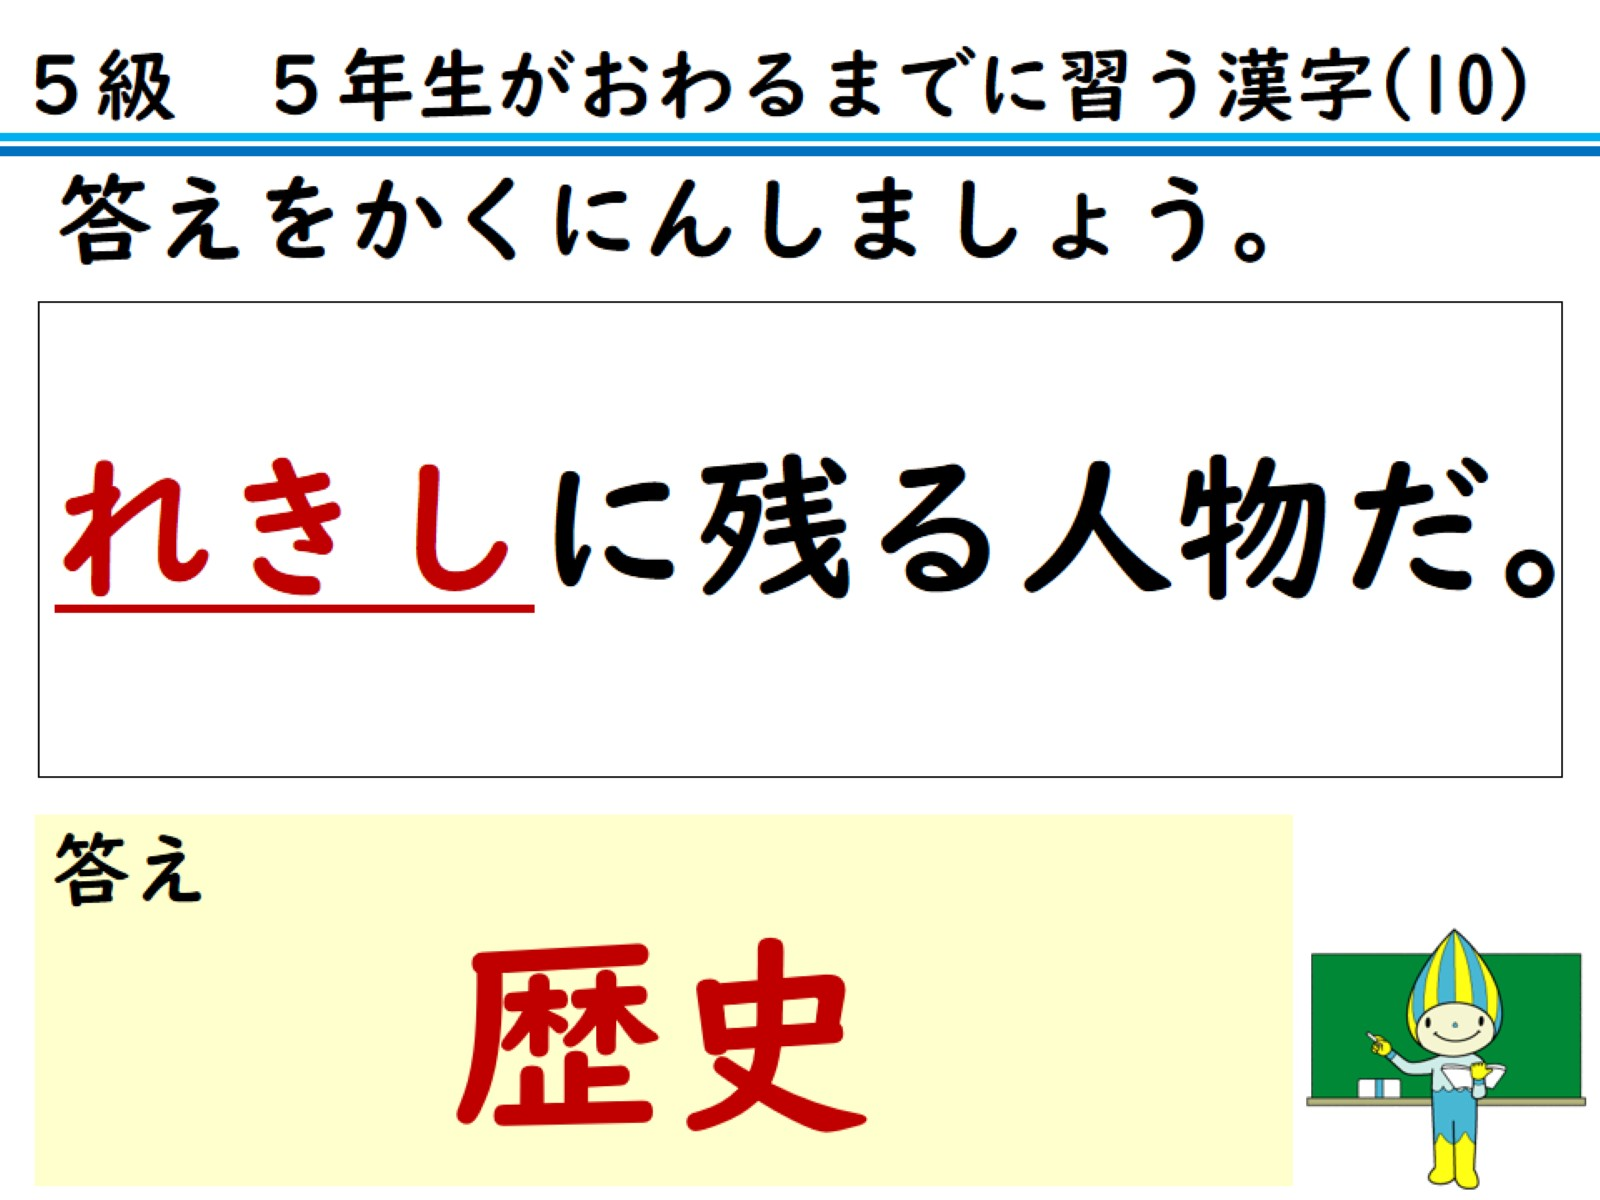 ５級　５年生がおわるまでに習う漢字(10)
答えをかくにんしましょう。
れきしに残る人物だ。
答え
歴史